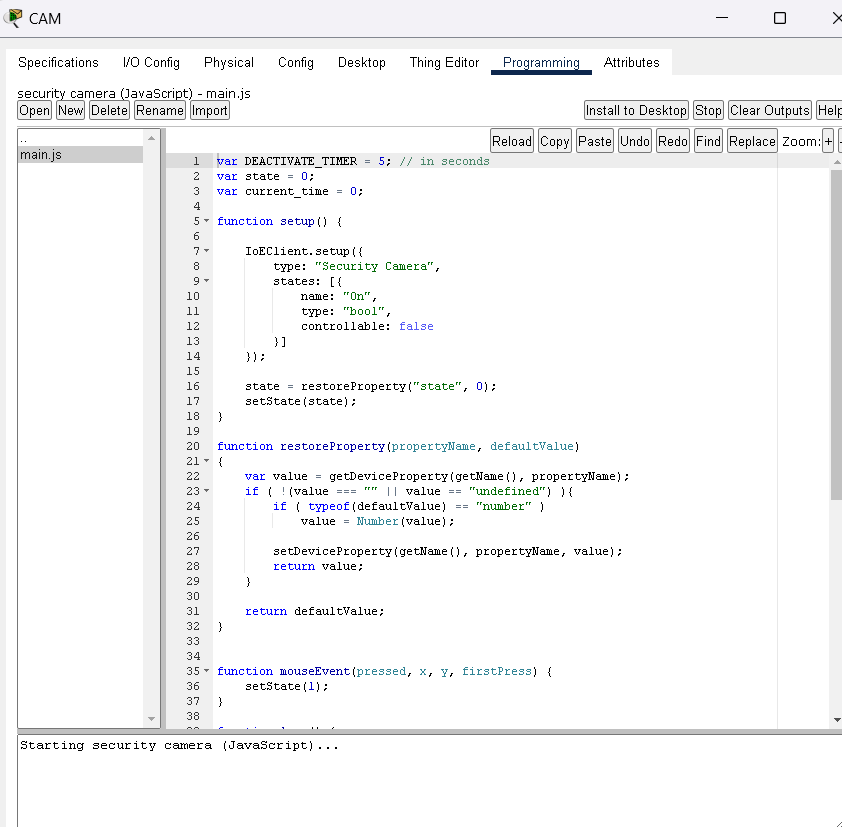 CAM
Specifications I/O Config Physical Config Desktop Thing Editor Programming Attributes
security camera (JavaScript) - main.js
Open New Delete Rename Import Install to Desktop Stop Clear Outputs Help
..
main.js
Reload Copy Paste Undo Redo Find Replace Zoom: + -
1 var DEACTIVATE_TIMER = 5; // in seconds
2 var state = 0;
3 var current_time = 0;
4
5 function setup() {
6
7     IoEClient.setup({
8         type: "Security Camera",
9         states: [{
10             name: "On",
11             type: "bool",
12             controllable: false
13         }]
14     });
15
16     state = restoreProperty("state", 0);
17     setState(state);
18 }
19
20 function restoreProperty(propertyName, defaultValue)
21 {
22     var value = getDeviceProperty(getName(), propertyName);
23     if ( !(value === "" || value == "undefined") ){
24         if ( typeof(defaultValue) == "number" )
25             value = Number(value);
26
27         setDeviceProperty(getName(), propertyName, value);
28         return value;
29     }
30
31     return defaultValue;
32 }
33
34
35 function mouseEvent(pressed, x, y, firstPress) {
36     setState(1);
37 }
38
Starting security camera (JavaScript)...